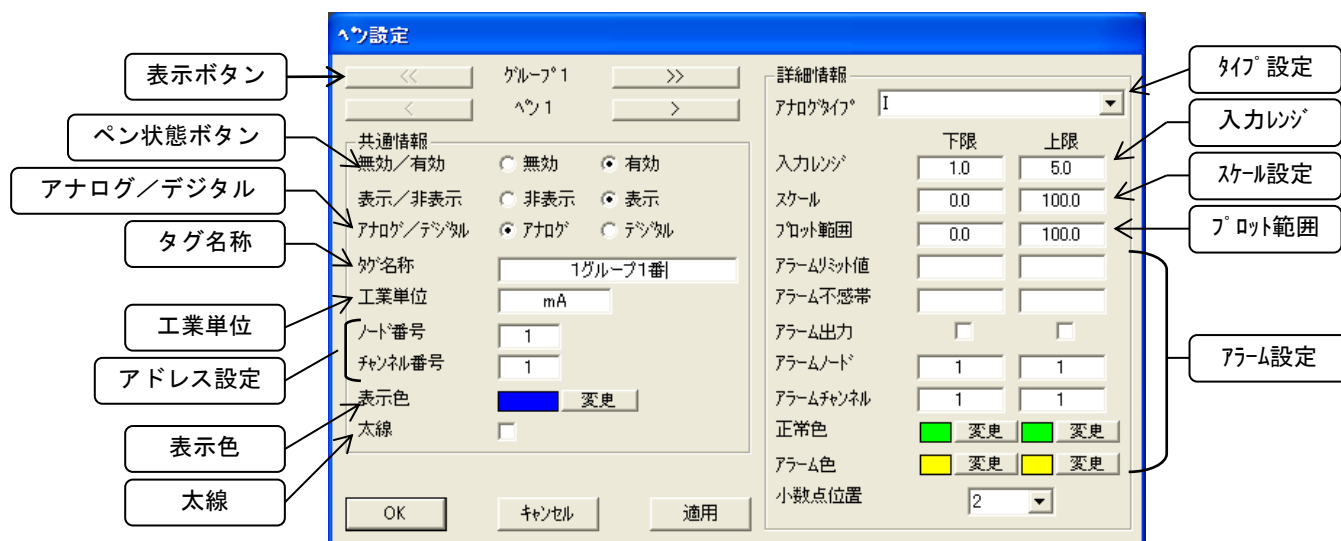 ペン設定
<<
グループ1
>>
<
ペン1
>
共通情報
無効／有効
無効
有効
表示／非表示
非表示
表示
アナログ／デジタル
アナログ
デジタル
タグ名称
1グループ1番
工業単位
mA
ノード番号
1
チャンネル番号
1
表示色
変更
太線
OK
キャンセル
適用
詳細情報
アナログタイプ
I
下限 上限
入力レンジ
1.0 5.0
スケール
0.0 100.0
プロット範囲
0.0 100.0
アラームリミット値
アラーム不感帯
アラーム出力
アラームノード
1 1
アラームチャンネル
1 1
正常色
変更 変更
アラーム色
変更 変更
小数点位置
2
表示ボタン
ペン状態ボタン
アナログ／デジタル
タグ名称
工業単位
アドレス設定
表示色
太線
ﾀｲﾌﾟ設定
入力ﾚﾝｼﾞ
ｽｹｰﾙ設定
ﾌﾟﾛｯﾄ範囲
ｱﾗｰﾑ設定